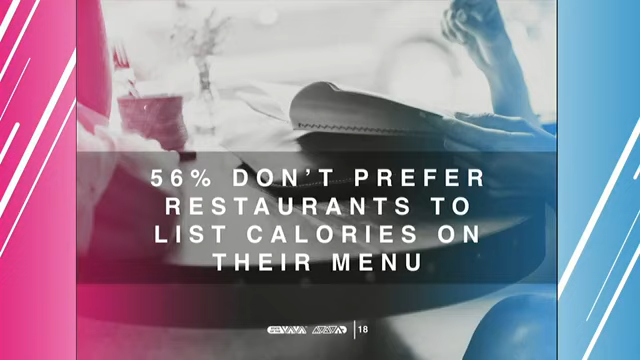 56% DON'T PREFER
RESTAURANTS TO
LIST CALORIES ON
THEIR MENU
18